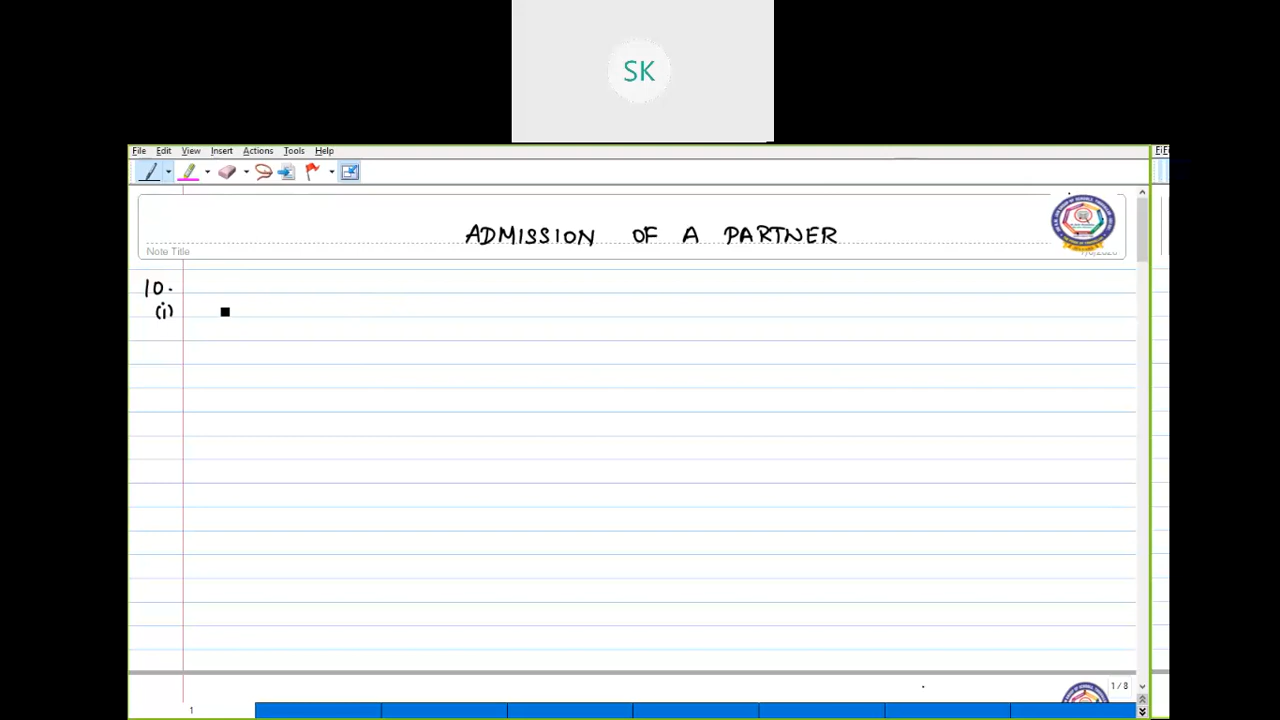 SK
File Edit View Insert Actions Tools Help
ADMISSION OF A PARTNER
Note Title
10.
(i)
1 / 8
1